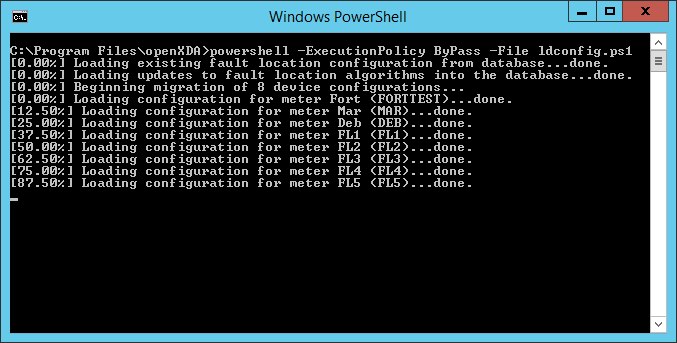 Windows PowerShell
C:\Program Files\openXDA>powershell -ExecutionPolicy ByPass -File ldconfig.ps1
[0.00%] Loading existing fault location configuration from database...done.
[0.00%] Loading updates to fault location algorithms into the database...done.
[0.00%] Beginning migration of 8 device configurations...
[0.00%] Loading configuration for meter Fort (FORTTEST)...done.
[12.50%] Loading configuration for meter Mar (MAR)...done.
[25.00%] Loading configuration for meter Deb (DEB)...done.
[37.50%] Loading configuration for meter FL1 (FL1)...done.
[50.00%] Loading configuration for meter FL2 (FL2)...done.
[62.50%] Loading configuration for meter FL3 (FL3)...done.
[75.00%] Loading configuration for meter FL4 (FL4)...done.
[87.50%] Loading configuration for meter FL5 (FL5)...done.